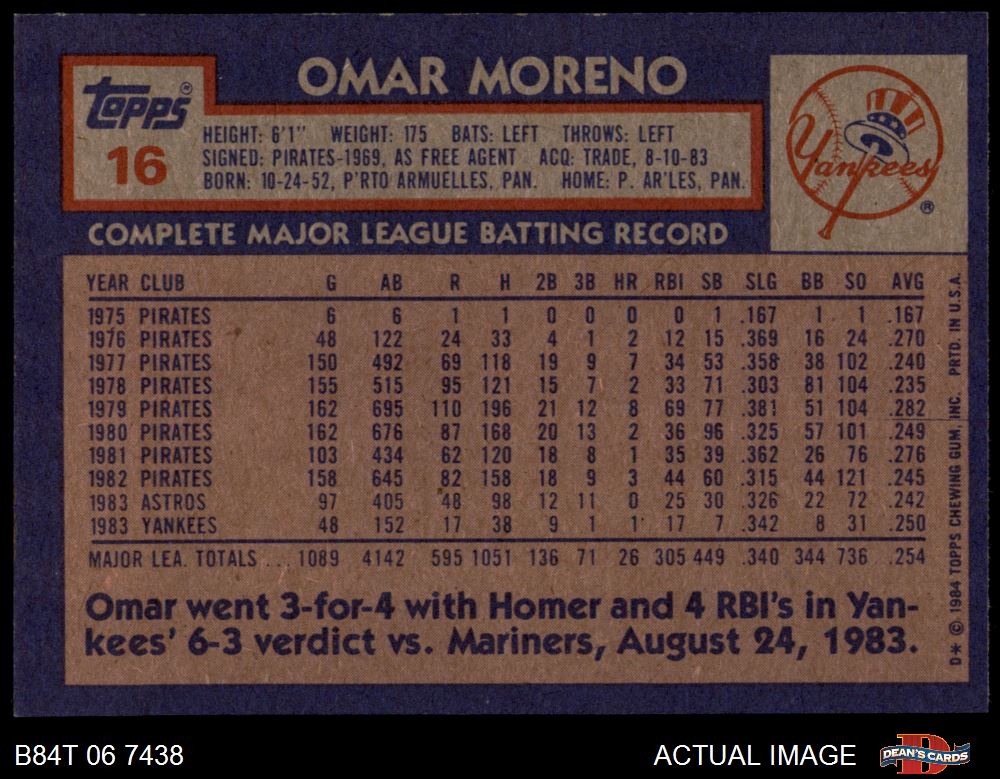 OMAR MORENO
Topps®
16
HEIGHT: 6'1" WEIGHT: 175 BATS: LEFT THROWS: LEFT
SIGNED: PIRATES-1969, AS FREE AGENT ACQ: TRADE, 8-10-83
BORN: 10-24-52, P'RTO ARMUELLES, PAN. HOME: P. AR'LES, PAN.
Yankees®
COMPLETE MAJOR LEAGUE BATTING RECORD
YEAR CLUB G AB R H 2B 3B HR RBI SB SLG BB SO AVG
1975 PIRATES 6 6 1 1 0 0 0 0 1 .167 1 1 .167
1976 PIRATES 48 122 24 33 4 1 2 12 15 .369 16 24 .270
1977 PIRATES 150 492 69 118 19 9 7 34 53 .358 38 102 .240
1978 PIRATES 155 515 95 121 15 7 2 33 71 .303 81 104 .235
1979 PIRATES 162 695 110 196 21 12 8 69 77 .381 51 104 .282
1980 PIRATES 162 676 87 168 20 13 2 36 96 .325 57 101 .249
1981 PIRATES 103 434 62 120 18 8 1 35 39 .362 26 76 .276
1982 PIRATES 158 645 82 158 18 9 3 44 60 .315 44 121 .245
1983 ASTROS 97 405 48 98 12 11 0 25 30 .326 22 72 .242
1983 YANKEES 48 152 17 38 9 1 1 17 7 .342 8 31 .250
MAJOR LEA. TOTALS ... 1089 4142 595 1051 136 71 26 305 449 .340 344 736 .254
Omar went 3-for-4 with Homer and 4 RBI's in Yan-
kees' 6-3 verdict vs. Mariners, August 24, 1983.
D* © 1984 TOPPS CHEWING GUM, INC. PRTD. IN U.S.A.
B84T 06 7438
ACTUAL IMAGE
DEAN'S CARDS